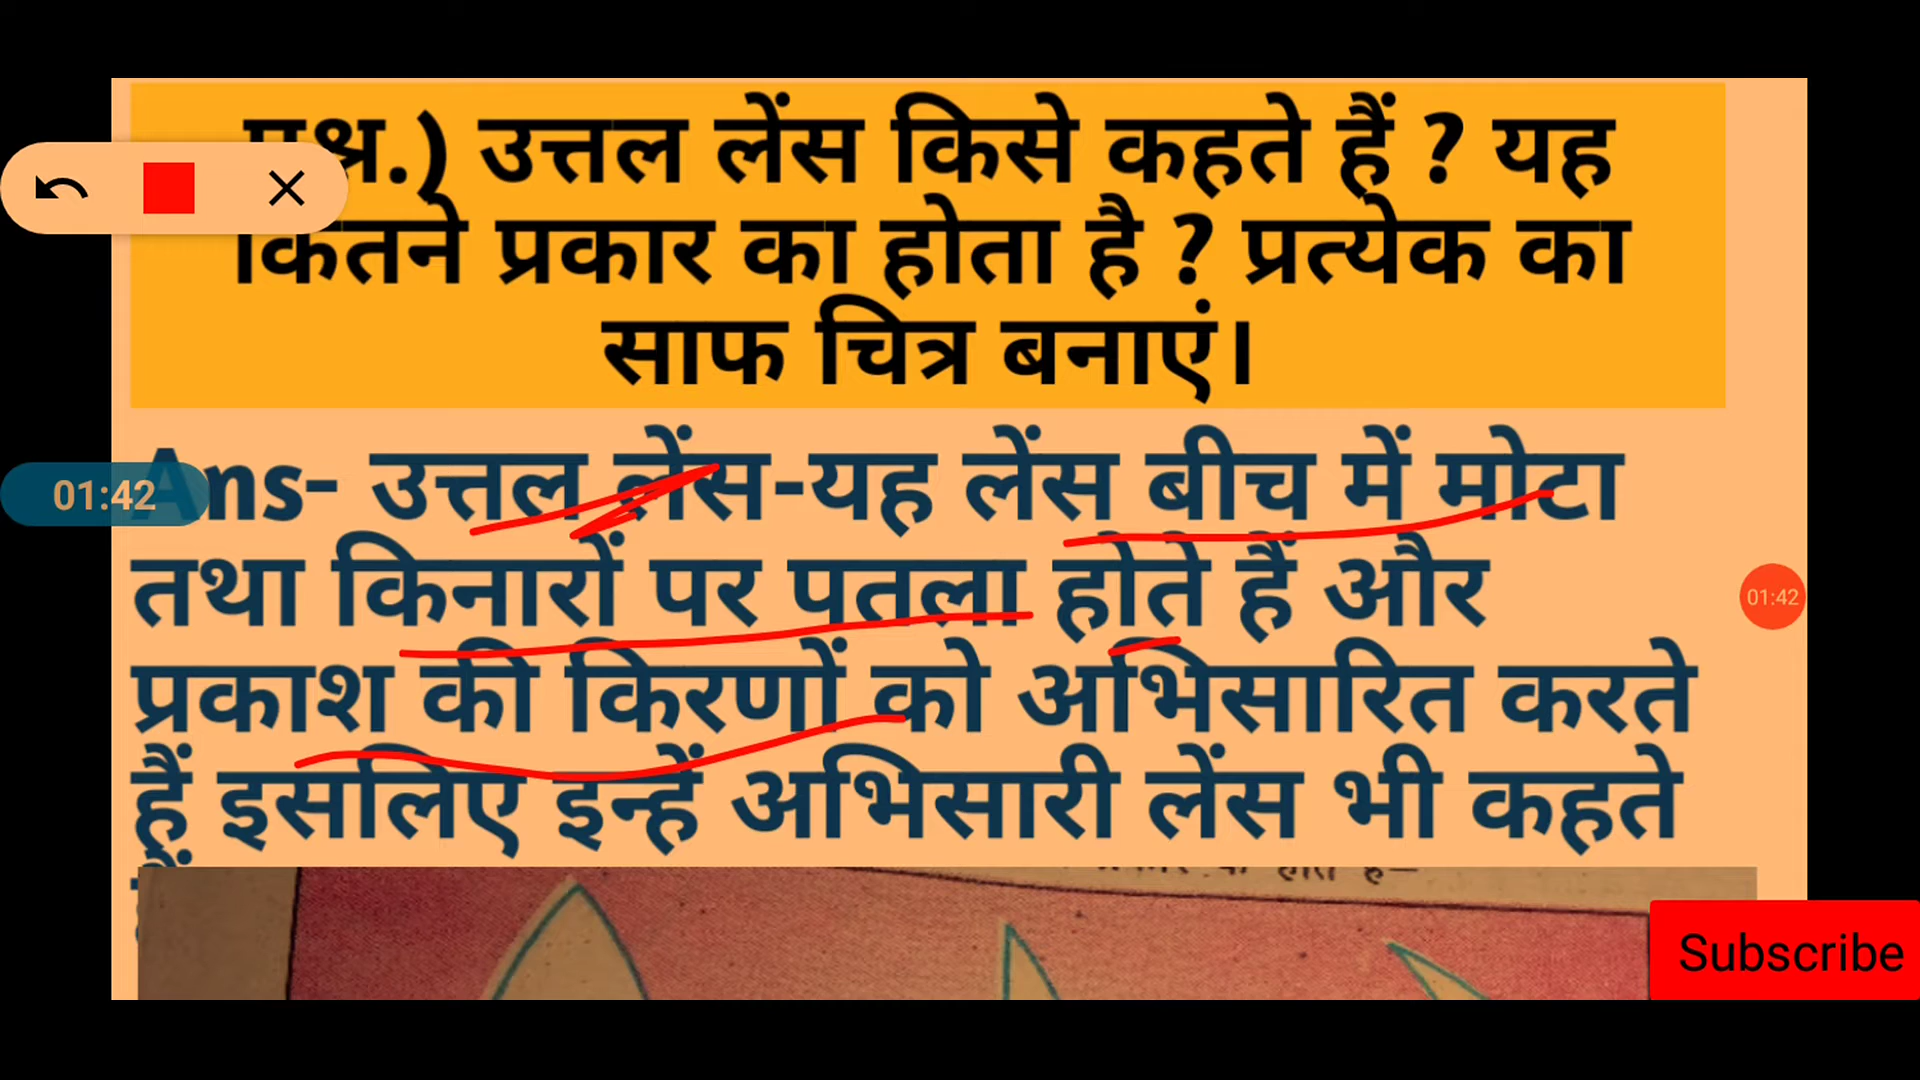 प्रश्न.) उत्तल लेंस किसे कहते हैं ? यह
कितने प्रकार का होता है ? प्रत्येक का
साफ चित्र बनाएं।
Ans- उत्तल लेंस-यह लेंस बीच में मोटा
01:42
तथा किनारों पर पतला होते हैं और
01:42
प्रकाश की किरणों को अभिसारित करते
हैं इसलिए इन्हें अभिसारी लेंस भी कहते
हैं
Subscribe